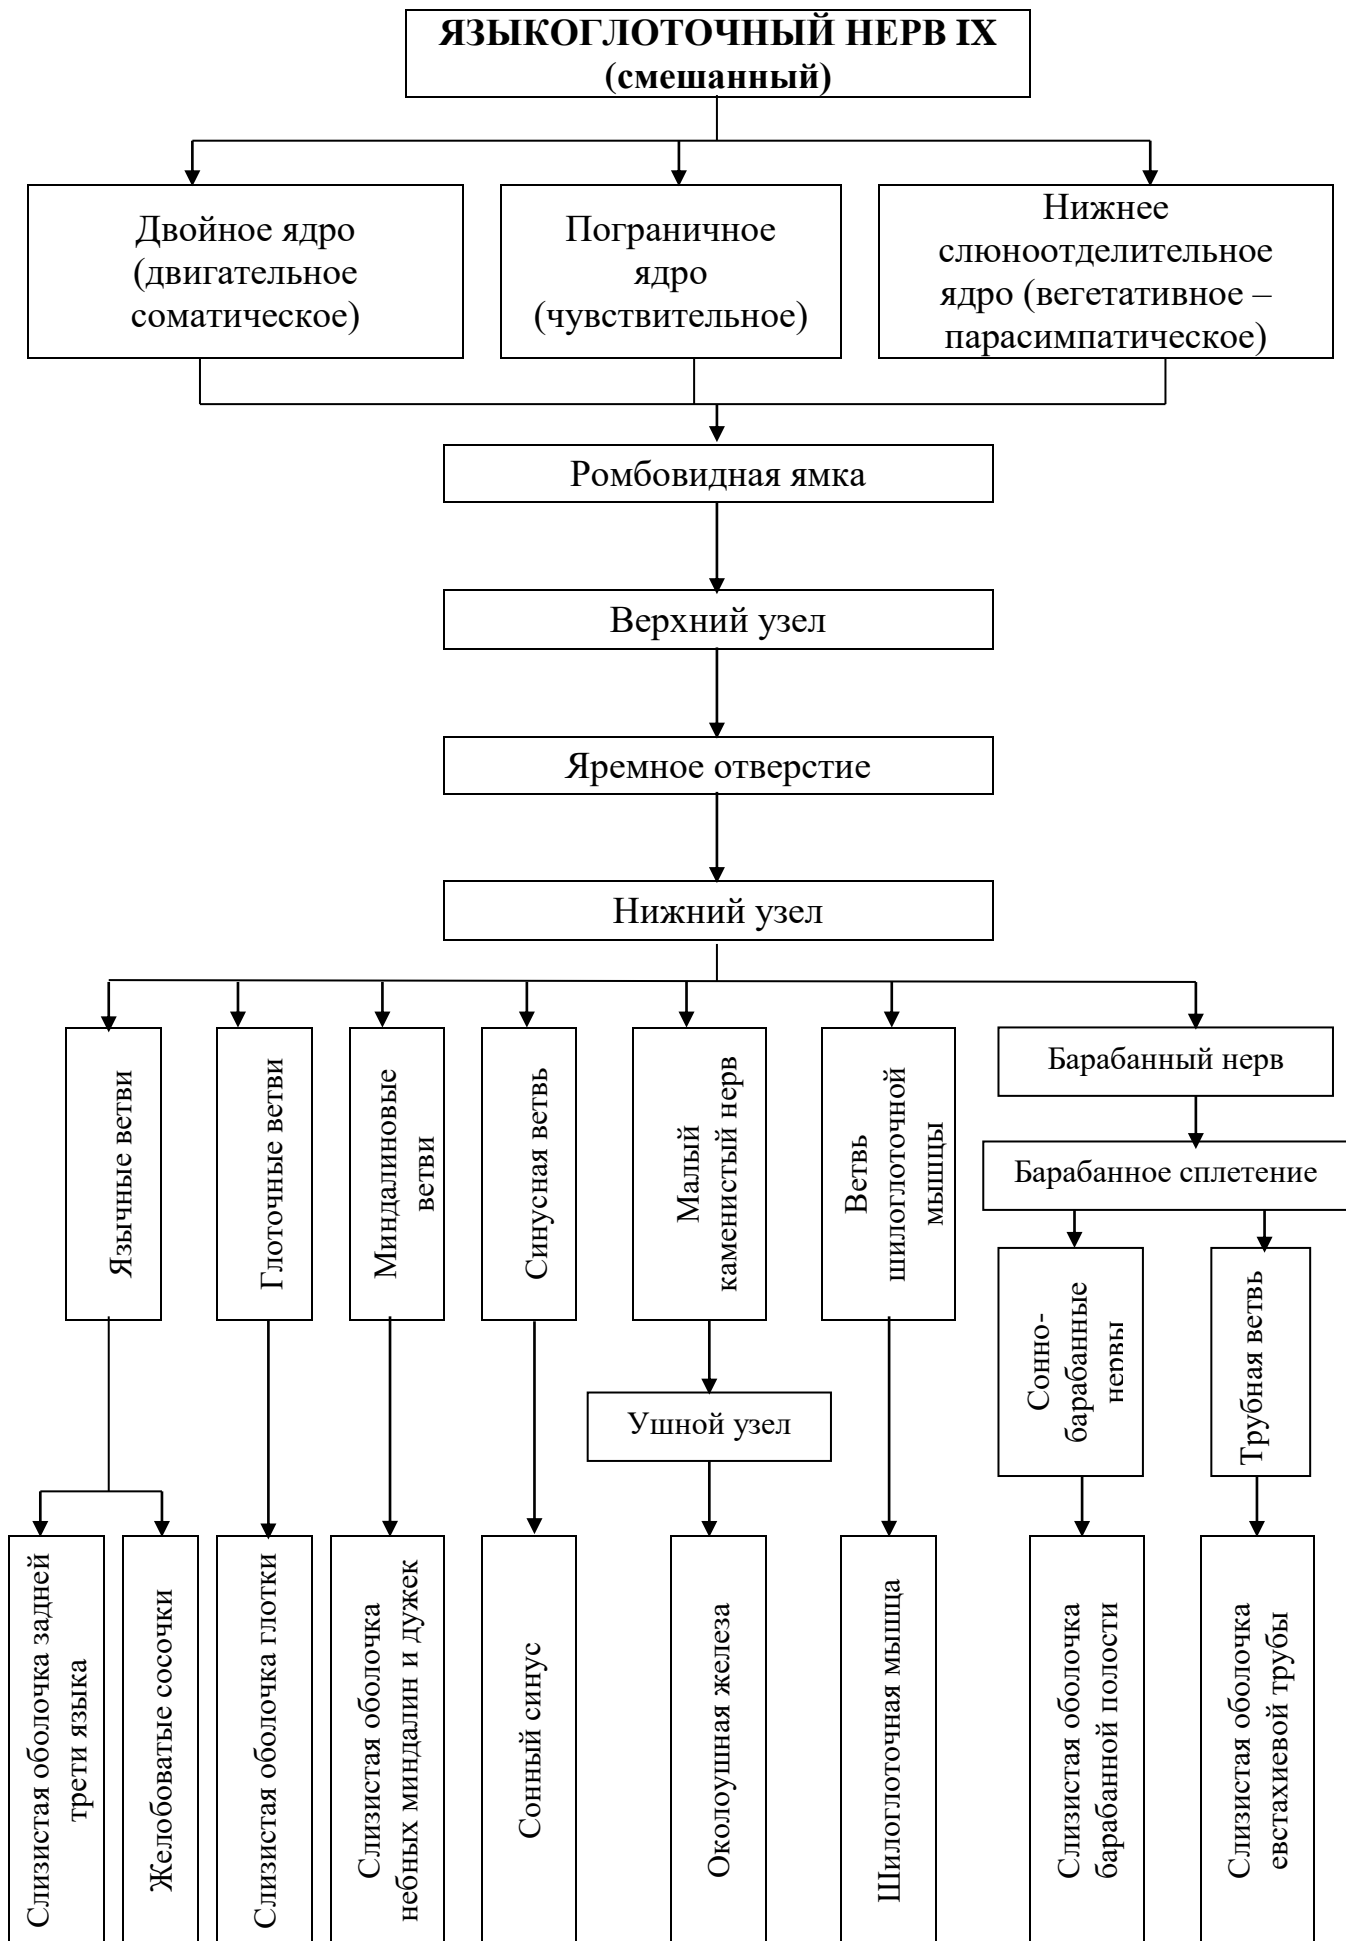 ЯЗЫКОГЛОТОЧНЫЙ НЕРВ IX
(смешанный)
Двойное ядро
(двигательное
соматическое)
Пограничное
ядро
(чувствительное)
Нижнее
слюноотделительное
ядро (вегетативное –
парасимпатическое)
Ромбовидная ямка
Верхний узел
Яремное отверстие
Нижний узел
Язычные ветви
Глоточные ветви
Миндалиновые
ветви
Синусная ветвь
Малый
каменистый нерв
Ветвь
шилоглоточной
мышцы
Барабанный нерв
Барабанное сплетение
Сонно-
барабанные
нервы
Трубная ветвь
Ушной узел
Слизистая оболочка задней
трети языка
Желобоватые сосочки
Слизистая оболочка глотки
Слизистая оболочка
небных миндалин и дужек
Сонный синус
Околоушная железа
Шилоглоточная мышца
Слизистая оболочка
барабанной полости
Слизистая оболочка
евстахиевой трубы